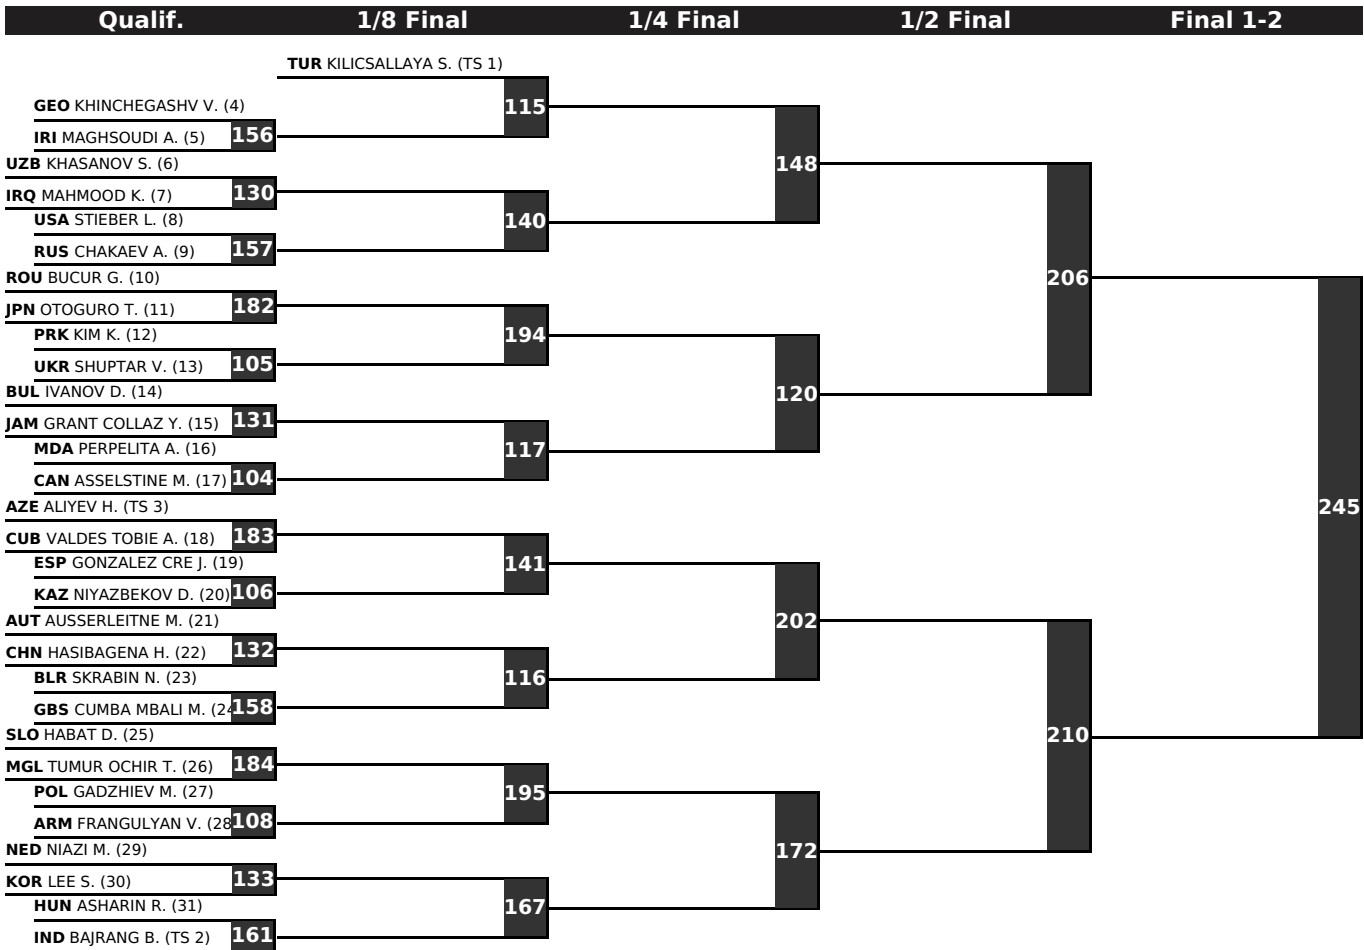 Qualif. 1/8 Final 1/4 Final 1/2 Final Final 1-2
TUR KILICSALLAYA S. (TS 1)
GEO KHINCHEGASHV V. (4)
115
IRI MAGHSOUDI A. (5) 156
UZB KHASANOV S. (6)
148
IRQ MAHMOOD K. (7) 130
USA STIEBER L. (8)
140
RUS CHAKAEV A. (9) 157
ROU BUCUR G. (10)
206
JPN OTOGURO T. (11) 182
PRK KIM K. (12)
194
UKR SHUPTAR V. (13) 105
BUL IVANOV D. (14)
120
JAM GRANT COLLAZ Y. (15) 131
MDA PERPELITA A. (16)
117
CAN ASSELSTINE M. (17) 104
AZE ALIYEV H. (TS 3)
245
CUB VALDES TOBIE A. (18) 183
ESP GONZALEZ CRE J. (19)
141
KAZ NIYAZBEKOV D. (20) 106
AUT AUSSERLEITNE M. (21)
202
CHN HASIBAGENA H. (22) 132
BLR SKRABIN N. (23)
116
GBS CUMBA MBALI M. (24 158
SLO HABAT D. (25)
210
MGL TUMUR OCHIR T. (26) 184
POL GADZHIEV M. (27)
195
ARM FRANGULYAN V. (28 108
NED NIAZI M. (29)
172
KOR LEE S. (30) 133
HUN ASHARIN R. (31)
167
IND BAJRANG B. (TS 2) 161